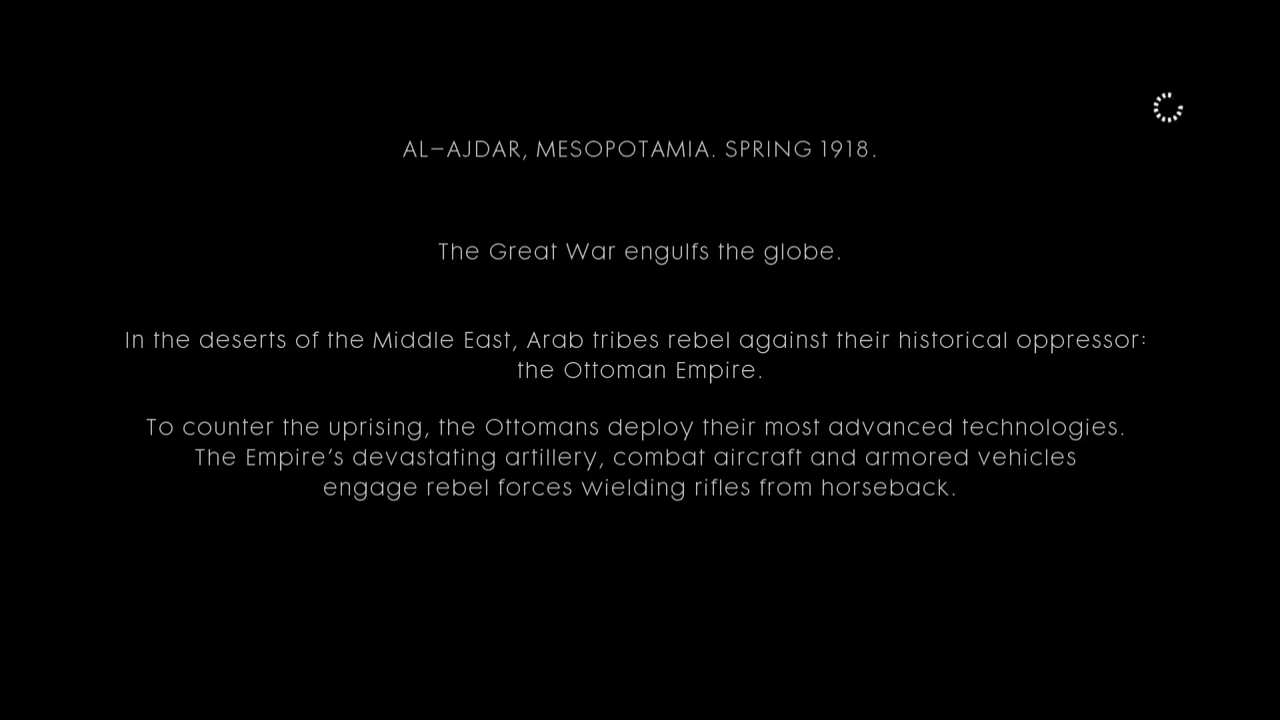 AL–AJDAR, MESOPOTAMIA. SPRING 1918.
The Great War engulfs the globe.
In the deserts of the Middle East, Arab tribes rebel against their historical oppressor:
the Ottoman Empire.
To counter the uprising, the Ottomans deploy their most advanced technologies.
The Empire’s devastating artillery, combat aircraft and armored vehicles
engage rebel forces wielding rifles from horseback.